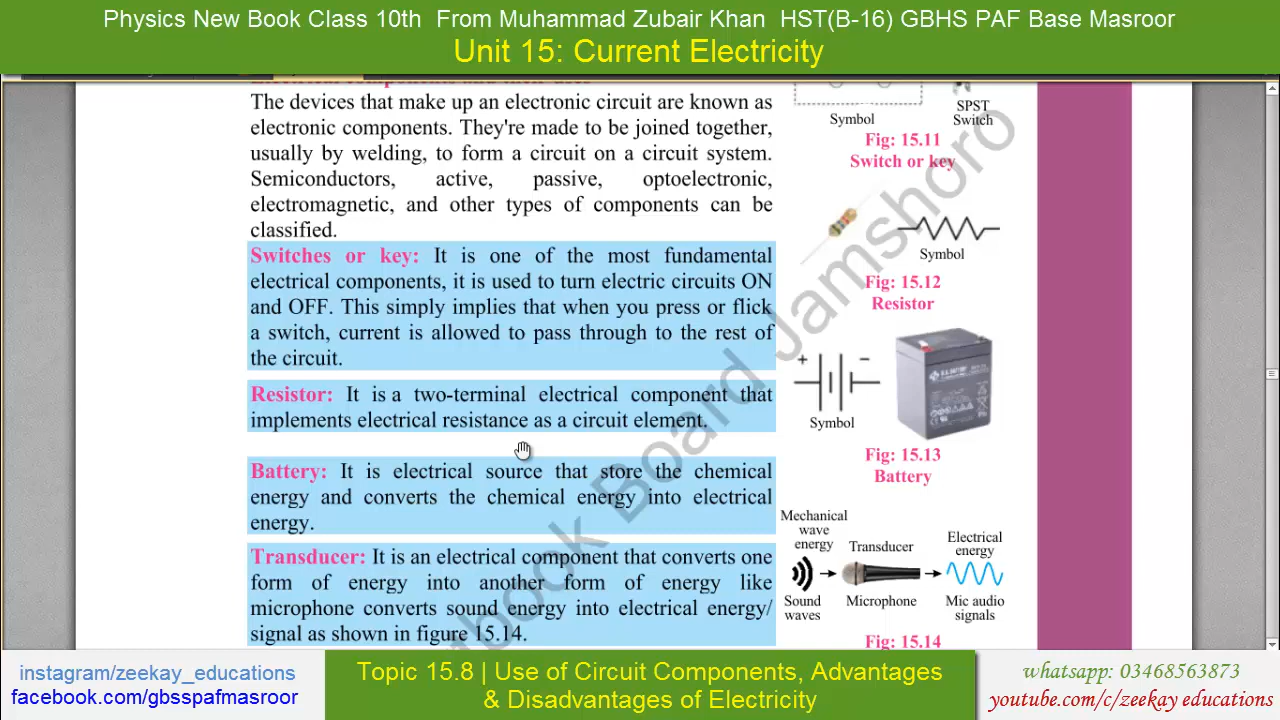 Physics New Book Class 10th From Muhammad Zubair Khan HST(B-16) GBHS PAF Base Masroor
Unit 15: Current Electricity
The devices that make up an electronic circuit are known as
electronic components. They're made to be joined together,
usually by welding, to form a circuit on a circuit system.
Semiconductors, active, passive, optoelectronic,
electromagnetic, and other types of components can be
classified.
Switches or key: It is one of the most fundamental
electrical components, it is used to turn electric circuits ON
and OFF. This simply implies that when you press or flick
a switch, current is allowed to pass through to the rest of
the circuit.
Resistor: It is a two-terminal electrical component that
implements electrical resistance as a circuit element.
Battery: It is electrical source that store the chemical
energy and converts the chemical energy into electrical
energy.
Transducer: It is an electrical component that converts one
form of energy into another form of energy like
microphone converts sound energy into electrical energy/
signal as shown in figure 15.14.
Symbol
SPST
Switch
Fig: 15.11
Switch or key
Symbol
Fig: 15.12
Resistor
+ −
Symbol
Fig: 15.13
Battery
Mechanical
wave
energy
Transducer
Electrical
energy
Sound
waves
Microphone
Mic audio
signals
Fig: 15.14
tbook Board Jamshoro
instagram/zeekay_educations
facebook.com/gbsspafmasroor
Topic 15.8 | Use of Circuit Components, Advantages
& Disadvantages of Electricity
whatsapp: 03468563873
youtube.com/c/zeekay educations